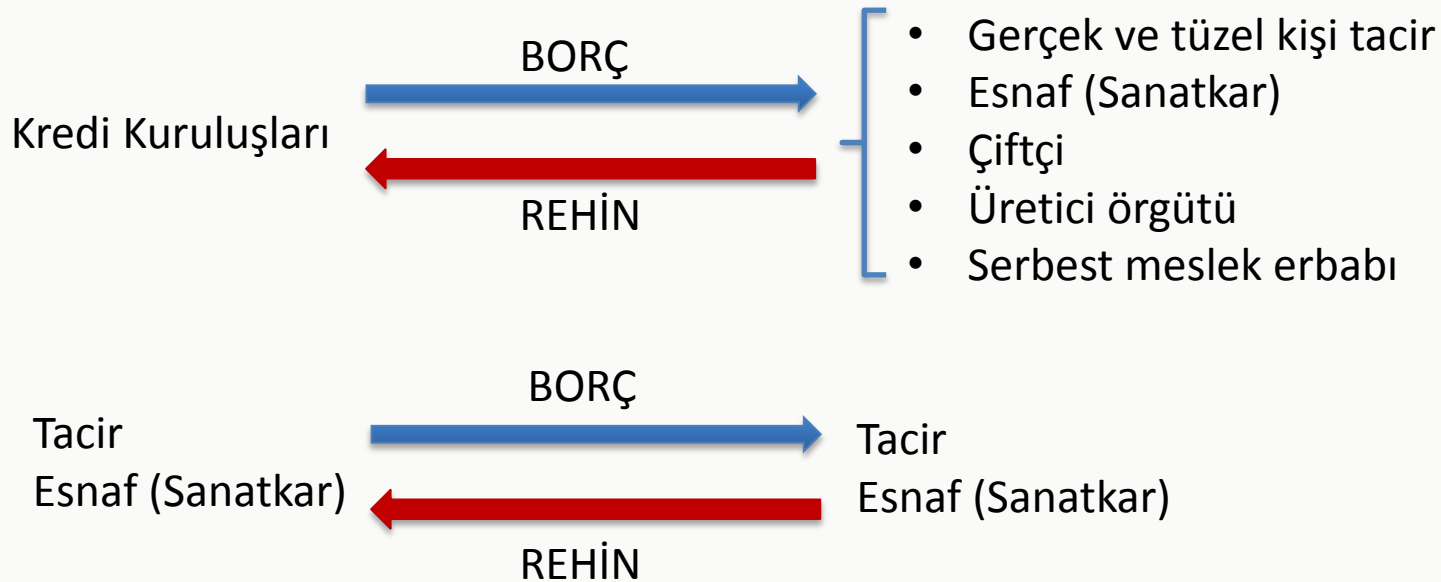 BORÇ
Kredi Kuruluşları
REHİN
• Gerçek ve tüzel kişi tacir
• Esnaf (Sanatkar)
• Çiftçi
• Üretici örgütü
• Serbest meslek erbabı
BORÇ
Tacir
Esnaf (Sanatkar)
REHİN
Tacir
Esnaf (Sanatkar)